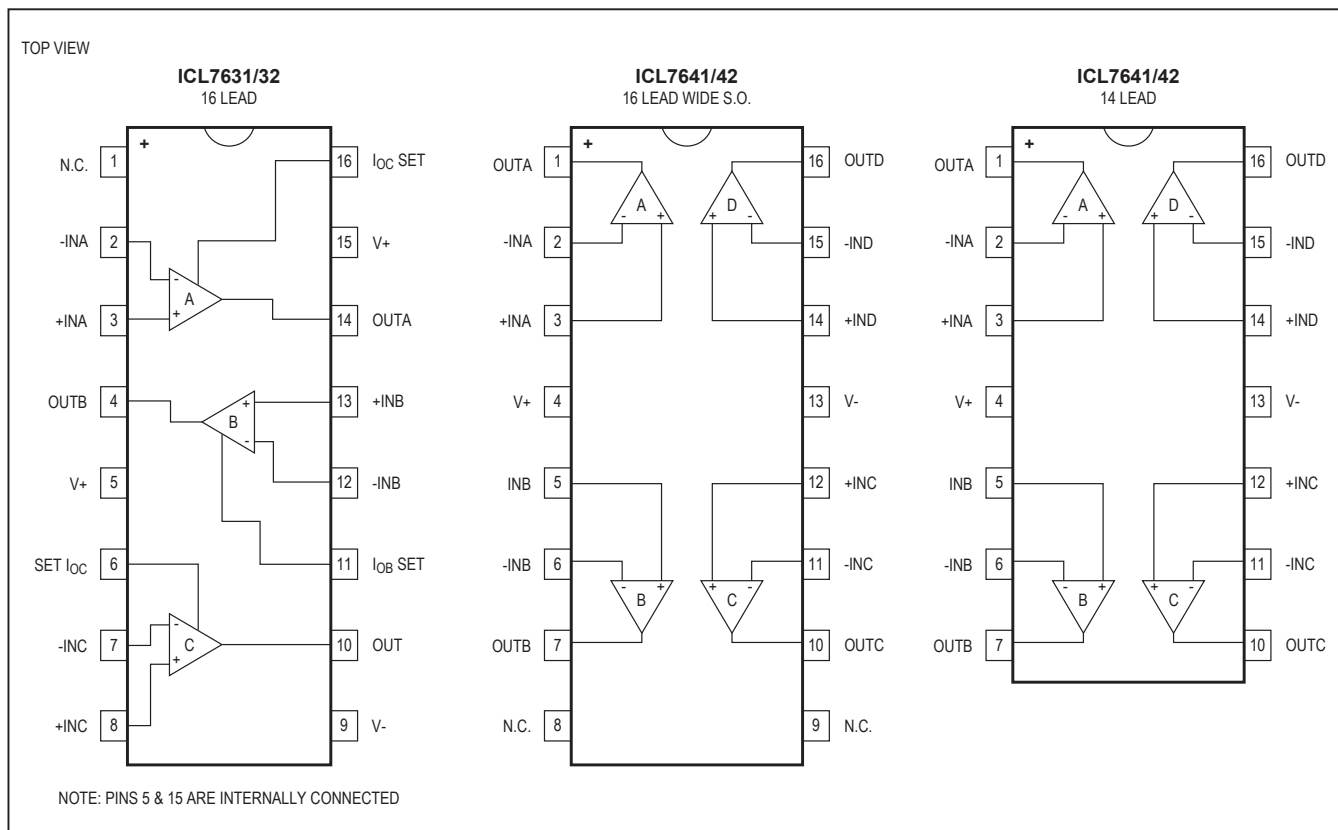 TOP VIEW
ICL7631/32
16 LEAD
+
N.C. 1
16 IOC SET
-INA 2
15 V+
- A +
+INA 3
14 OUTA
OUTB 4
13 +INB
+ B -
V+ 5
12 -INB
SET IOC 6
11 IOB SET
-INC 7
10 OUT
- C +
+INC 8
9 V-
NOTE: PINS 5 & 15 ARE INTERNALLY CONNECTED
ICL7641/42
16 LEAD WIDE S.O.
+
OUTA 1
16 OUTD
A D
- + + -
-INA 2
15 -IND
+INA 3
14 +IND
V+ 4
13 V-
INB 5
12 +INC
-INB 6
11 -INC
- + + -
B C
OUTB 7
10 OUTC
N.C. 8
9 N.C.
ICL7641/42
14 LEAD
+
OUTA 1
16 OUTD
A D
- + + -
-INA 2
15 -IND
+INA 3
14 +IND
V+ 4
13 V-
INB 5
12 +INC
-INB 6
11 -INC
- + + -
B C
OUTB 7
10 OUTC